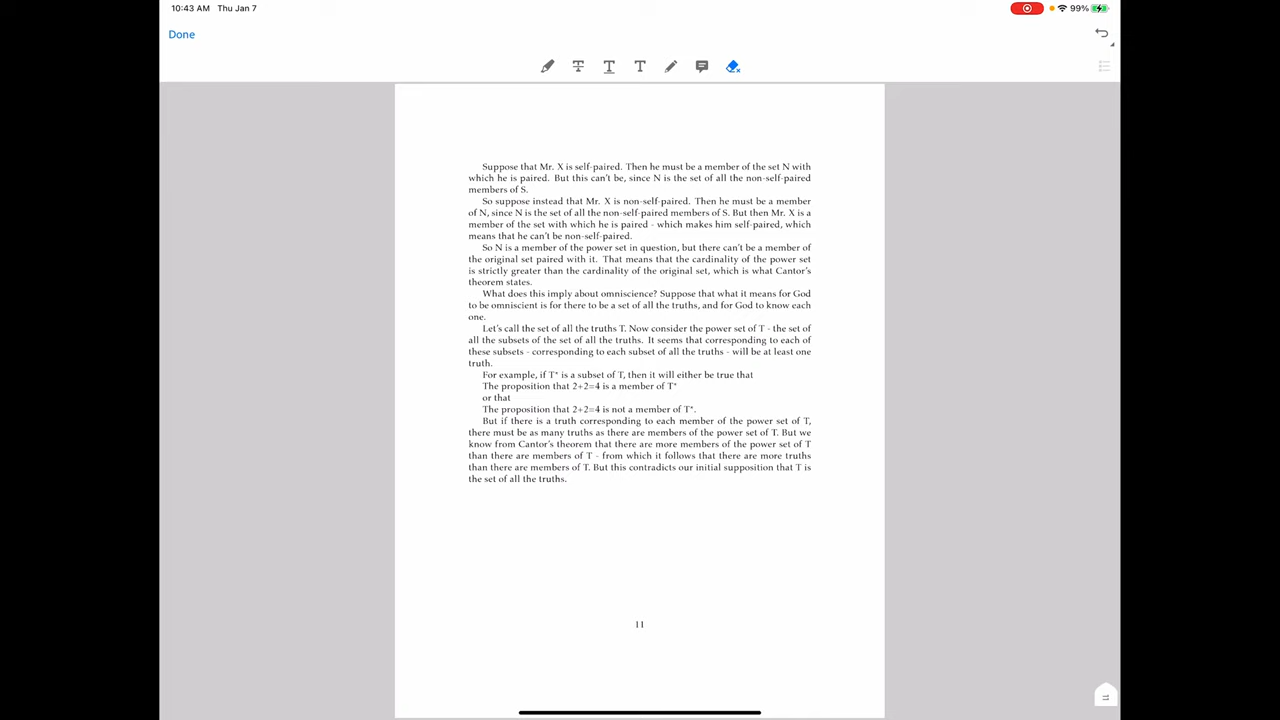 10:43 AM Thu Jan 7
99%
Done
Suppose that Mr. X is self-paired. Then he must be a member of the set N with
which he is paired. But this can't be, since N is the set of all the non-self-paired
members of S.
So suppose instead that Mr. X is non-self-paired. Then he must be a member
of N, since N is the set of all the non-self-paired members of S. But then Mr. X is a
member of the set with which he is paired - which makes him self-paired, which
means that he can't be non-self-paired.
So N is a member of the power set in question, but there can't be a member of
the original set paired with it. That means that the cardinality of the power set
is strictly greater than the cardinality of the original set, which is what Cantor's
theorem states.
What does this imply about omniscience? Suppose that what it means for God
to be omniscient is for there to be a set of all the truths, and for God to know each
one.
Let's call the set of all the truths T. Now consider the power set of T - the set of
all the subsets of the set of all the truths. It seems that corresponding to each of
these subsets - corresponding to each subset of all the truths - will be at least one
truth.
For example, if T* is a subset of T, then it will either be true that
The proposition that 2+2=4 is a member of T*
or that
The proposition that 2+2=4 is not a member of T*.
But if there is a truth corresponding to each member of the power set of T,
there must be as many truths as there are members of the power set of T. But we
know from Cantor's theorem that there are more members of the power set of T
than there are members of T - from which it follows that there are more truths
than there are members of T. But this contradicts our initial supposition that T is
the set of all the truths.
11